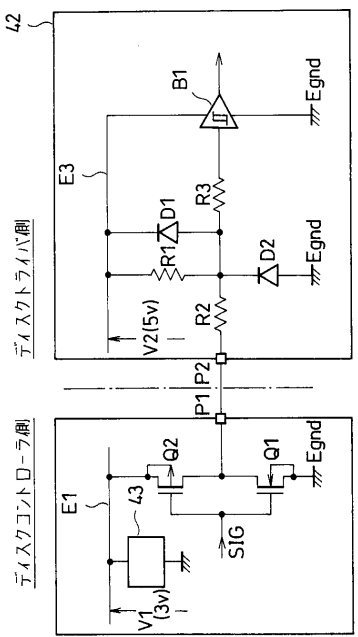 ディスクコントローラ側
ディスクドライバ側
42
E1
43
V1(3v)
SIG
Q2
Q1
Egnd
P1
P2
E3
V2(5v)
R1
D1
R2
R3
D2
Egnd
B1
Egnd